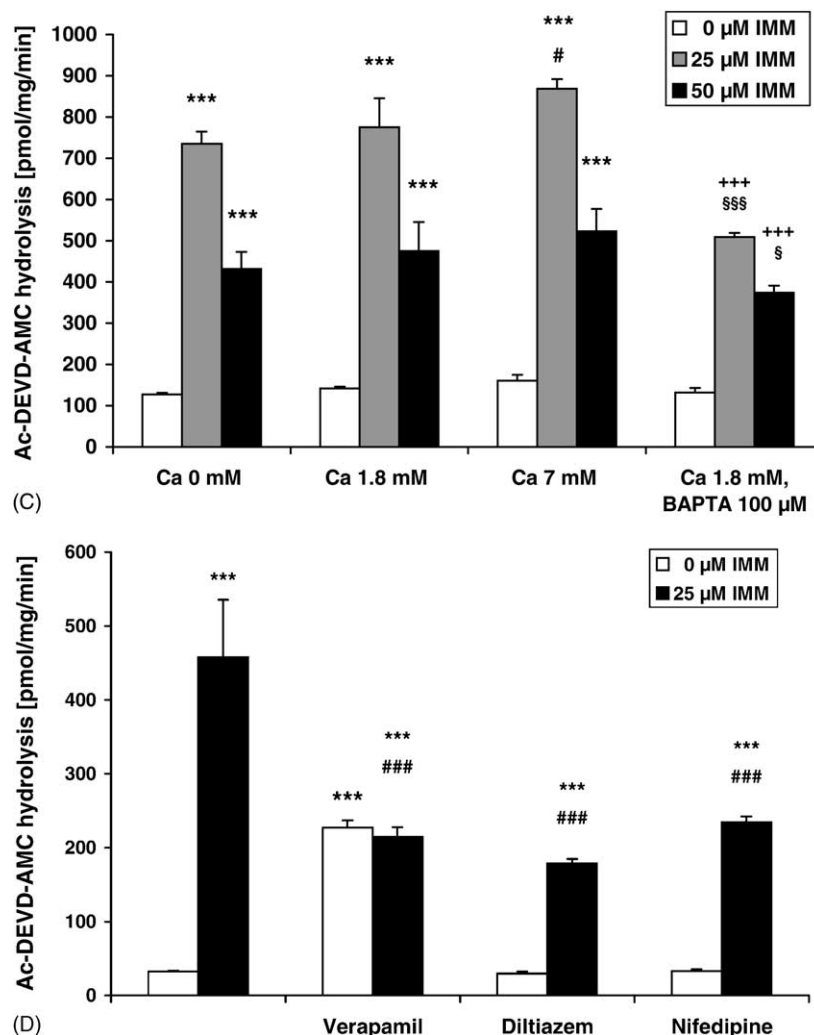 1000
900
800
700
600
500
400
300
200
100
0
Ac-DEVD-AMC hydrolysis [pmol/mg/min]
0 µM IMM
25 µM IMM
50 µM IMM
***
***
***
***
***
#
***
+++
§§§
+++
§
Ca 0 mM
Ca 1.8 mM
Ca 7 mM
Ca 1.8 mM,
BAPTA 100 µM
(C)
600
500
400
300
200
100
0
Ac-DEVD-AMC hydrolysis [pmol/mg/min]
0 µM IMM
25 µM IMM
***
***
***
###
***
###
***
###
Verapamil
Diltiazem
Nifedipine
(D)